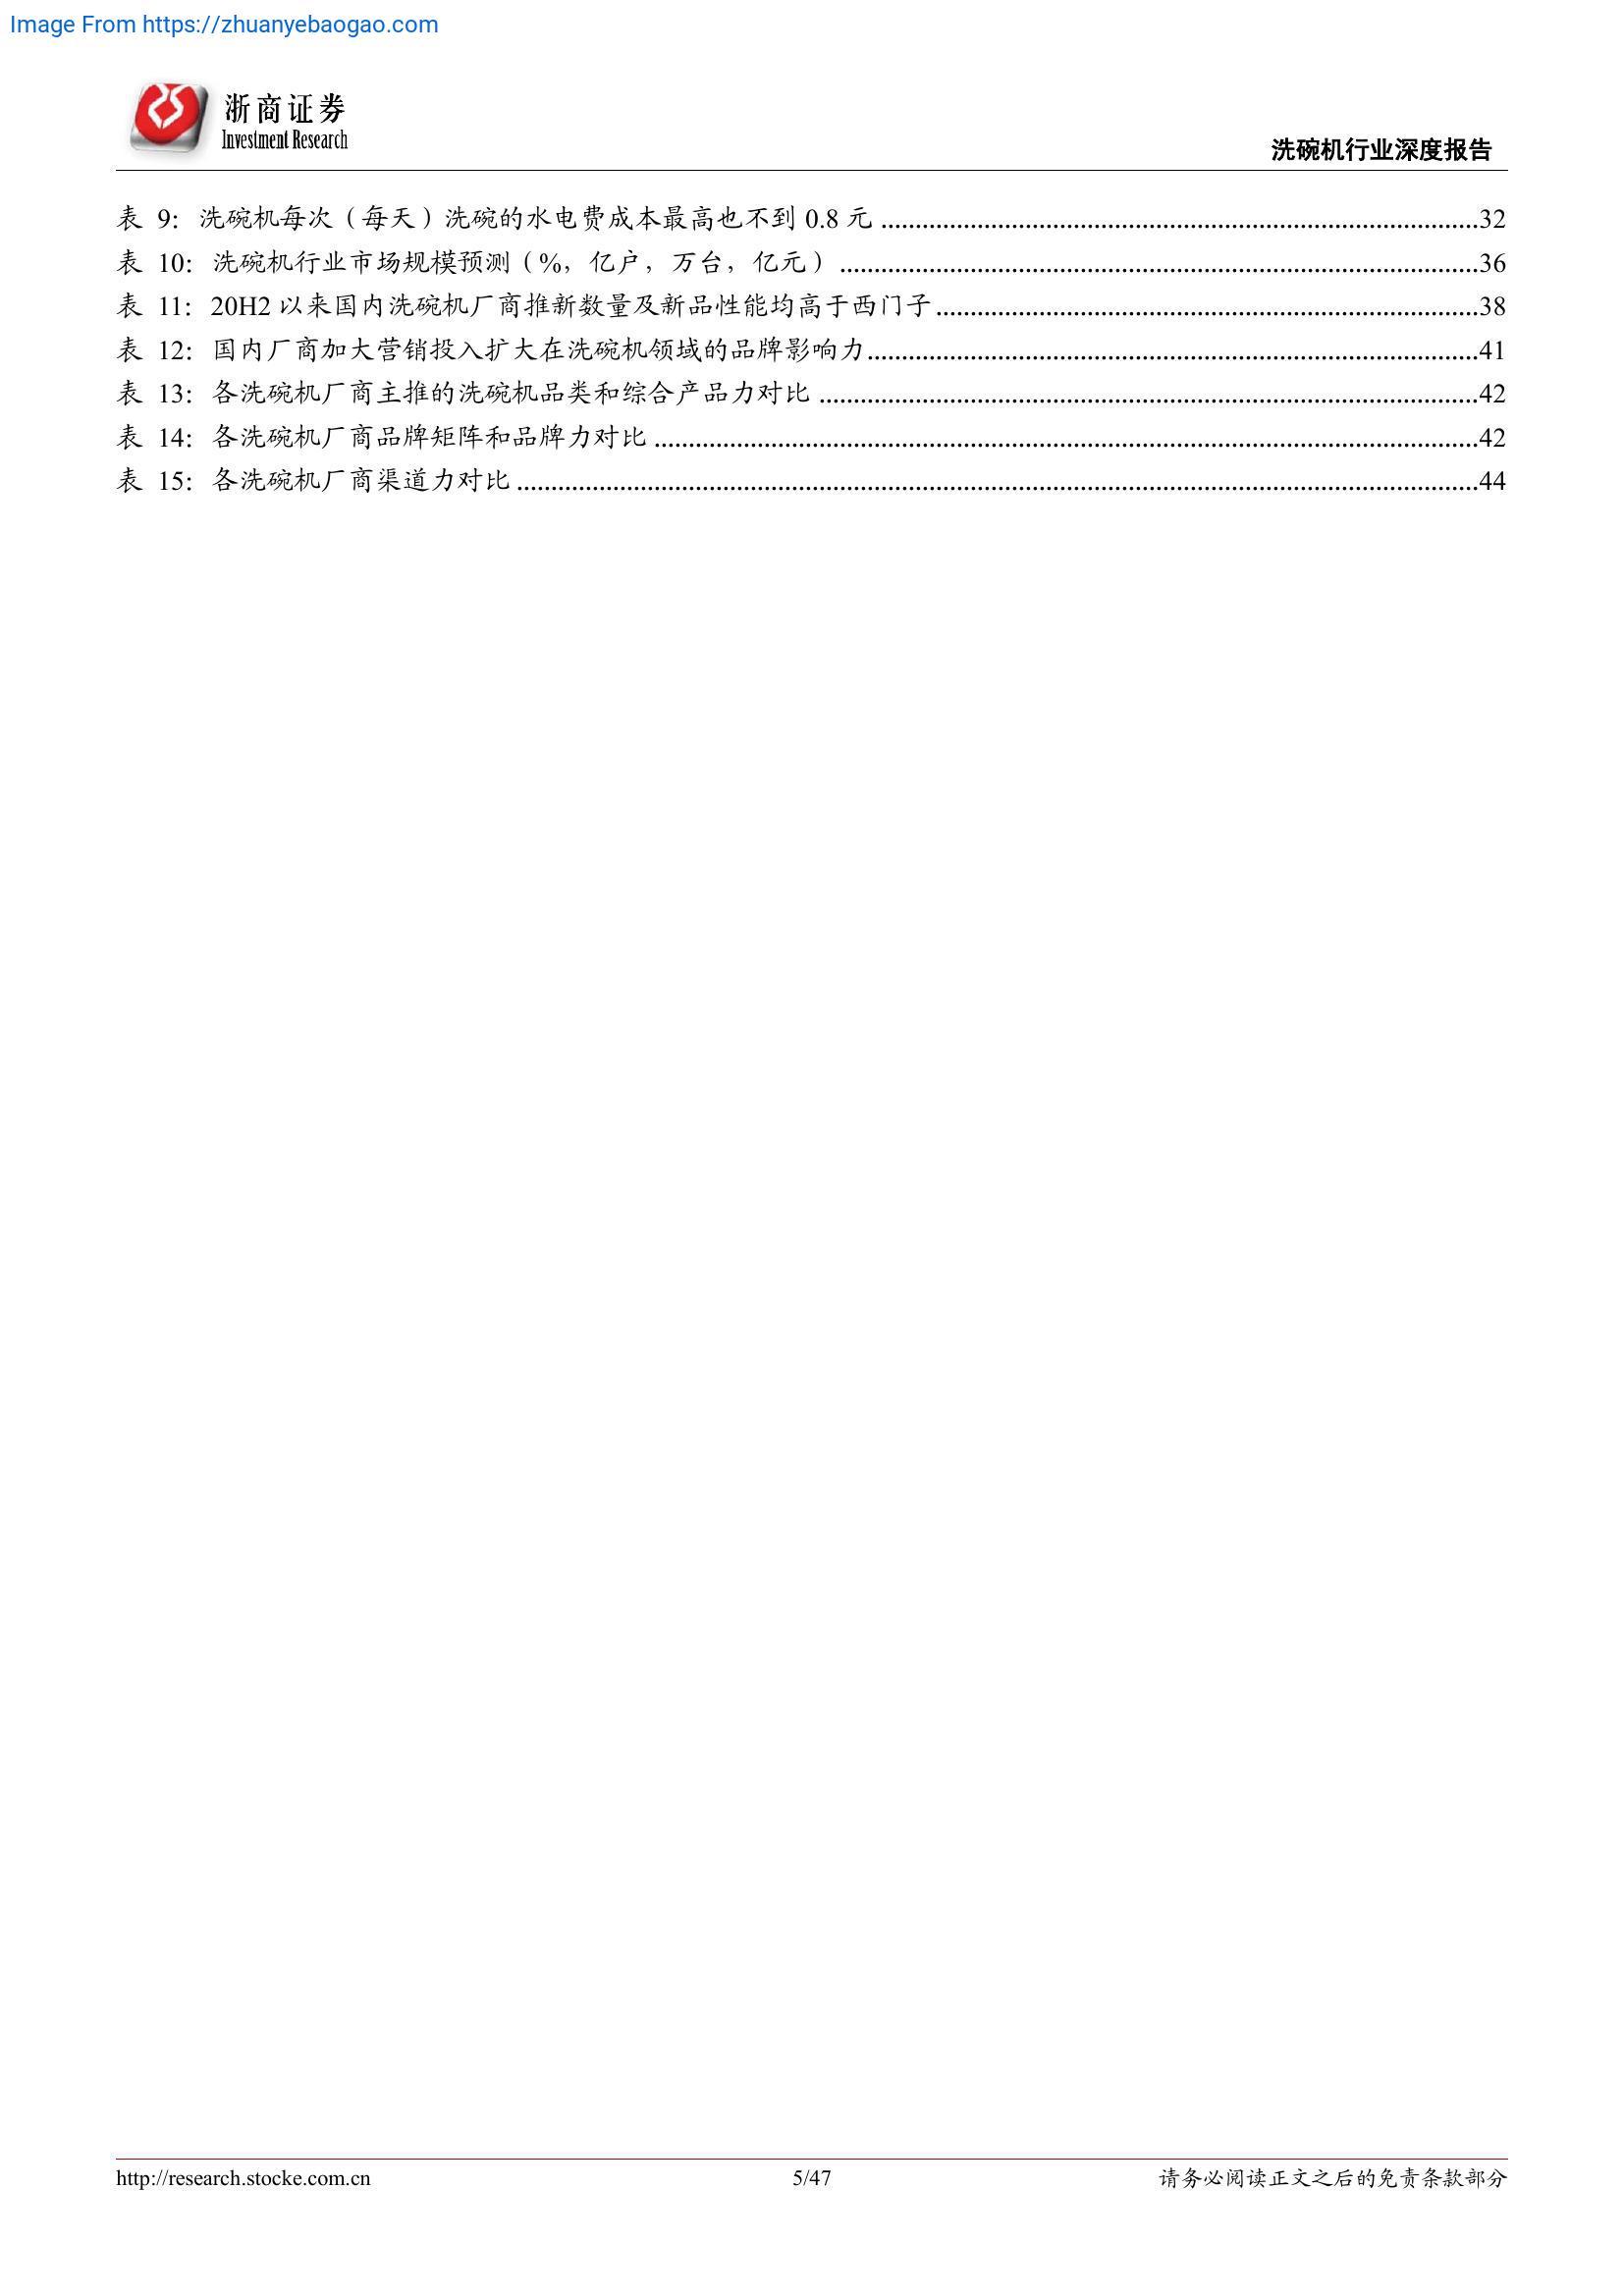 Image From https://zhuanyebaogao.com
浙商证券
Investment Research
洗碗机行业深度报告
表 9：洗碗机每次（每天）洗碗的水电费成本最高也不到 0.8 元 ........................................32
表 10：洗碗机行业市场规模预测（%，亿户，万台，亿元） ........................................36
表 11：20H2 以来国内洗碗机厂商推新数量及新品性能均高于西门子 ........................................38
表 12：国内厂商加大营销投入扩大在洗碗机领域的品牌影响力........................................41
表 13：各洗碗机厂商主推的洗碗机品类和综合产品力对比 ........................................42
表 14：各洗碗机厂商品牌矩阵和品牌力对比 ........................................42
表 15：各洗碗机厂商渠道力对比 ........................................44
http://research.stocke.com.cn
5/47
请务必阅读正文之后的免责条款部分